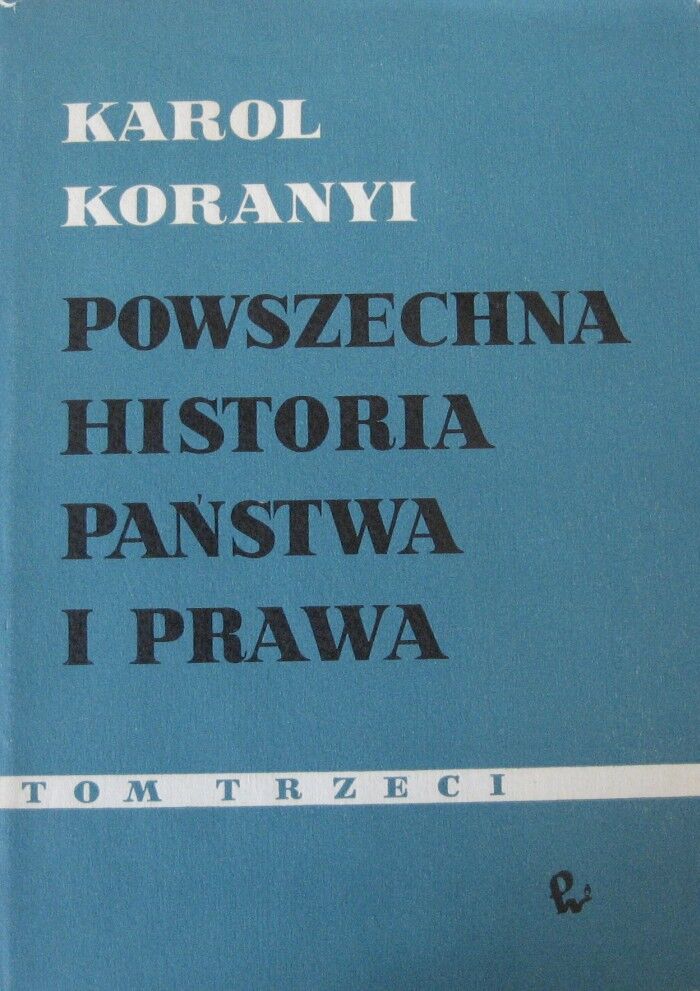 KAROL
KORANYI
POWSZECHNA
HISTORIA
PAŃSTWA
I PRAWA
TOM TRZECI